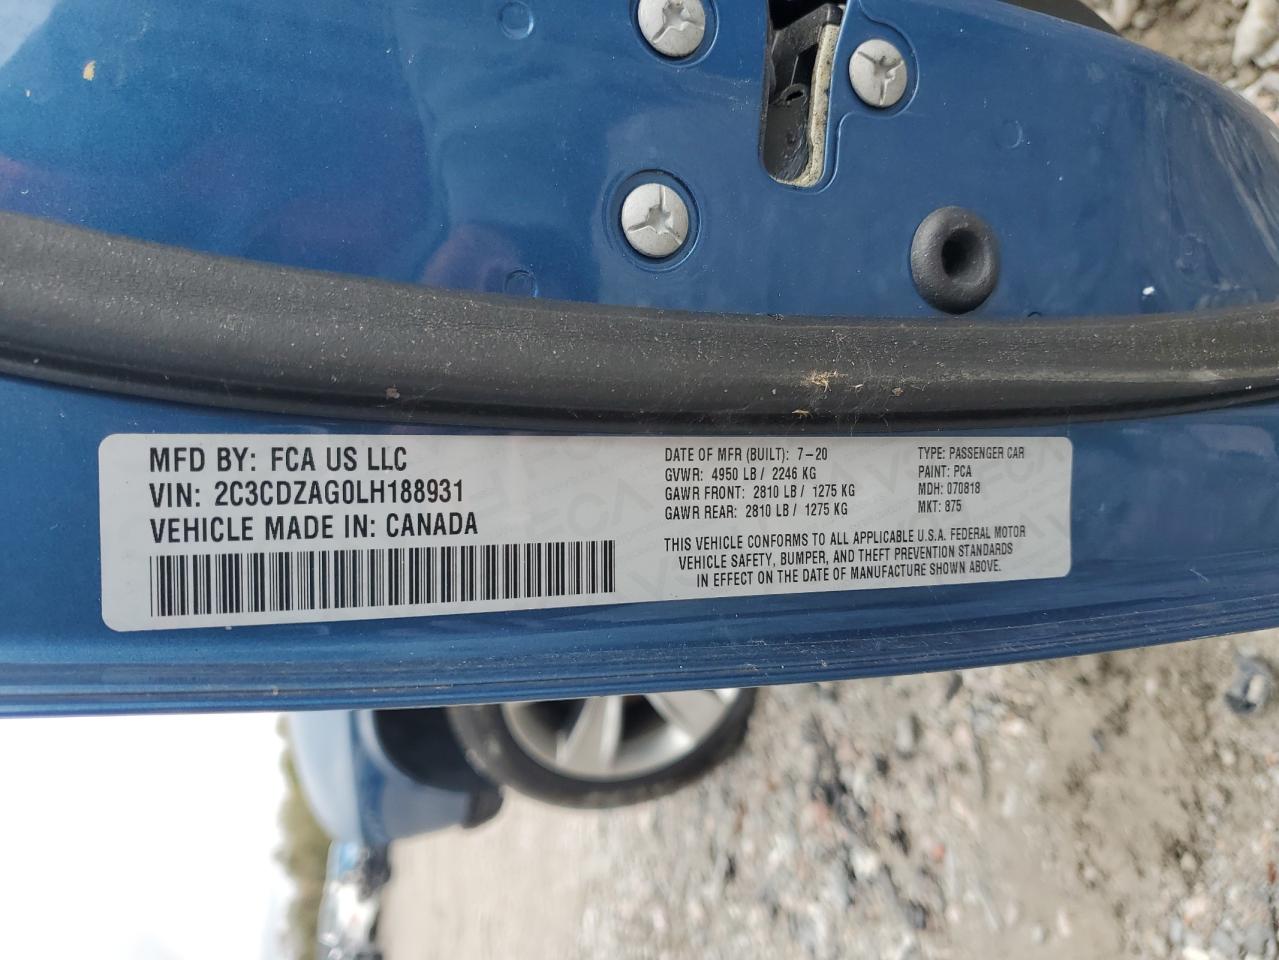 MFD BY: FCA US LLC
VIN: 2C3CDZAG0LH188931
VEHICLE MADE IN: CANADA
DATE OF MFR (BUILT): 7-20
GVWR: 4950 LB / 2246 KG
GAWR FRONT: 2810 LB / 1275 KG
GAWR REAR: 2810 LB / 1275 KG
TYPE: PASSENGER CAR
PAINT: PCA
MDH: 070818
MKT: 875
THIS VEHICLE CONFORMS TO ALL APPLICABLE U.S.A. FEDERAL MOTOR
VEHICLE SAFETY, BUMPER, AND THEFT PREVENTION STANDARDS
IN EFFECT ON THE DATE OF MANUFACTURE SHOWN ABOVE.